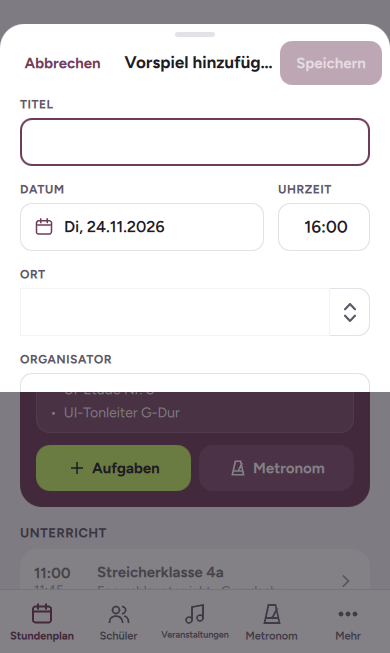 Abbrechen Vorspiel hinzufüg... Speichern
TITEL
DATUM UHRZEIT
Di, 24.11.2026 16:00
ORT
ORGANISATOR
• UI-Tonleiter G-Dur
+ Aufgaben Metronom
UNTERRICHT
11:00 Streicherklasse 4a
Stundenplan Schüler Veranstaltungen Metronom Mehr